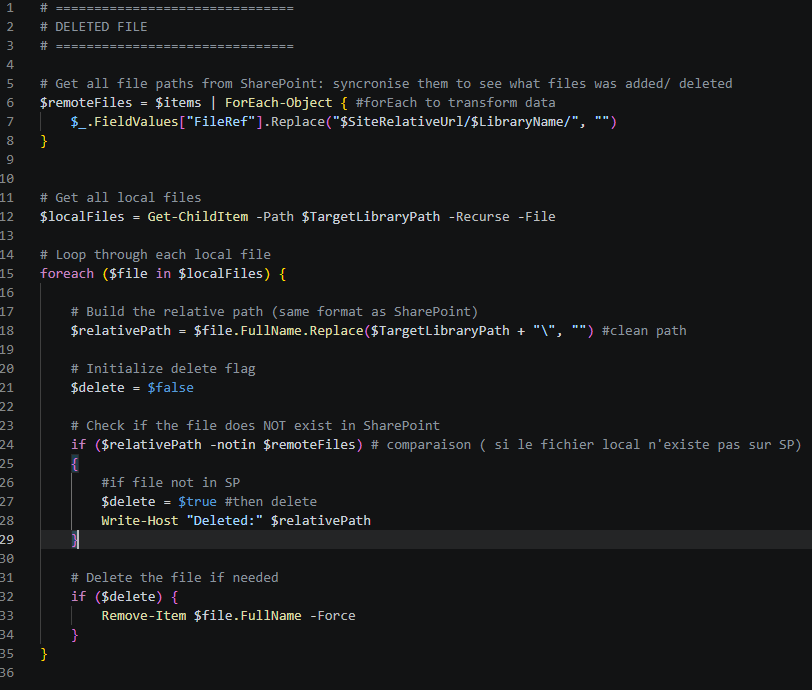 1 # ===============================
2 # DELETED FILE
3 # ===============================
4
5 # Get all file paths from SharePoint: syncronise them to see what files was added/ deleted
6 $remoteFiles = $items | ForEach-Object { #forEach to transform data
7 $_.FieldValues["FileRef"].Replace("$SiteRelativeUrl/$LibraryName/", "")
8 }
9
10
11 # Get all local files
12 $localFiles = Get-ChildItem -Path $TargetLibraryPath -Recurse -File
13
14 # Loop through each local file
15 foreach ($file in $localFiles) {
16
17 # Build the relative path (same format as SharePoint)
18 $relativePath = $file.FullName.Replace($TargetLibraryPath + "\", "") #clean path
19
20 # Initialize delete flag
21 $delete = $false
22
23 # Check if the file does NOT exist in SharePoint
24 if ($relativePath -notin $remoteFiles) # comparaison ( si le fichier local n'existe pas sur SP)
25 {
26 #if file not in SP
27 $delete = $true #then delete
28 Write-Host "Deleted:" $relativePath
29 }
30
31 # Delete the file if needed
32 if ($delete) {
33 Remove-Item $file.FullName -Force
34 }
35 }
36